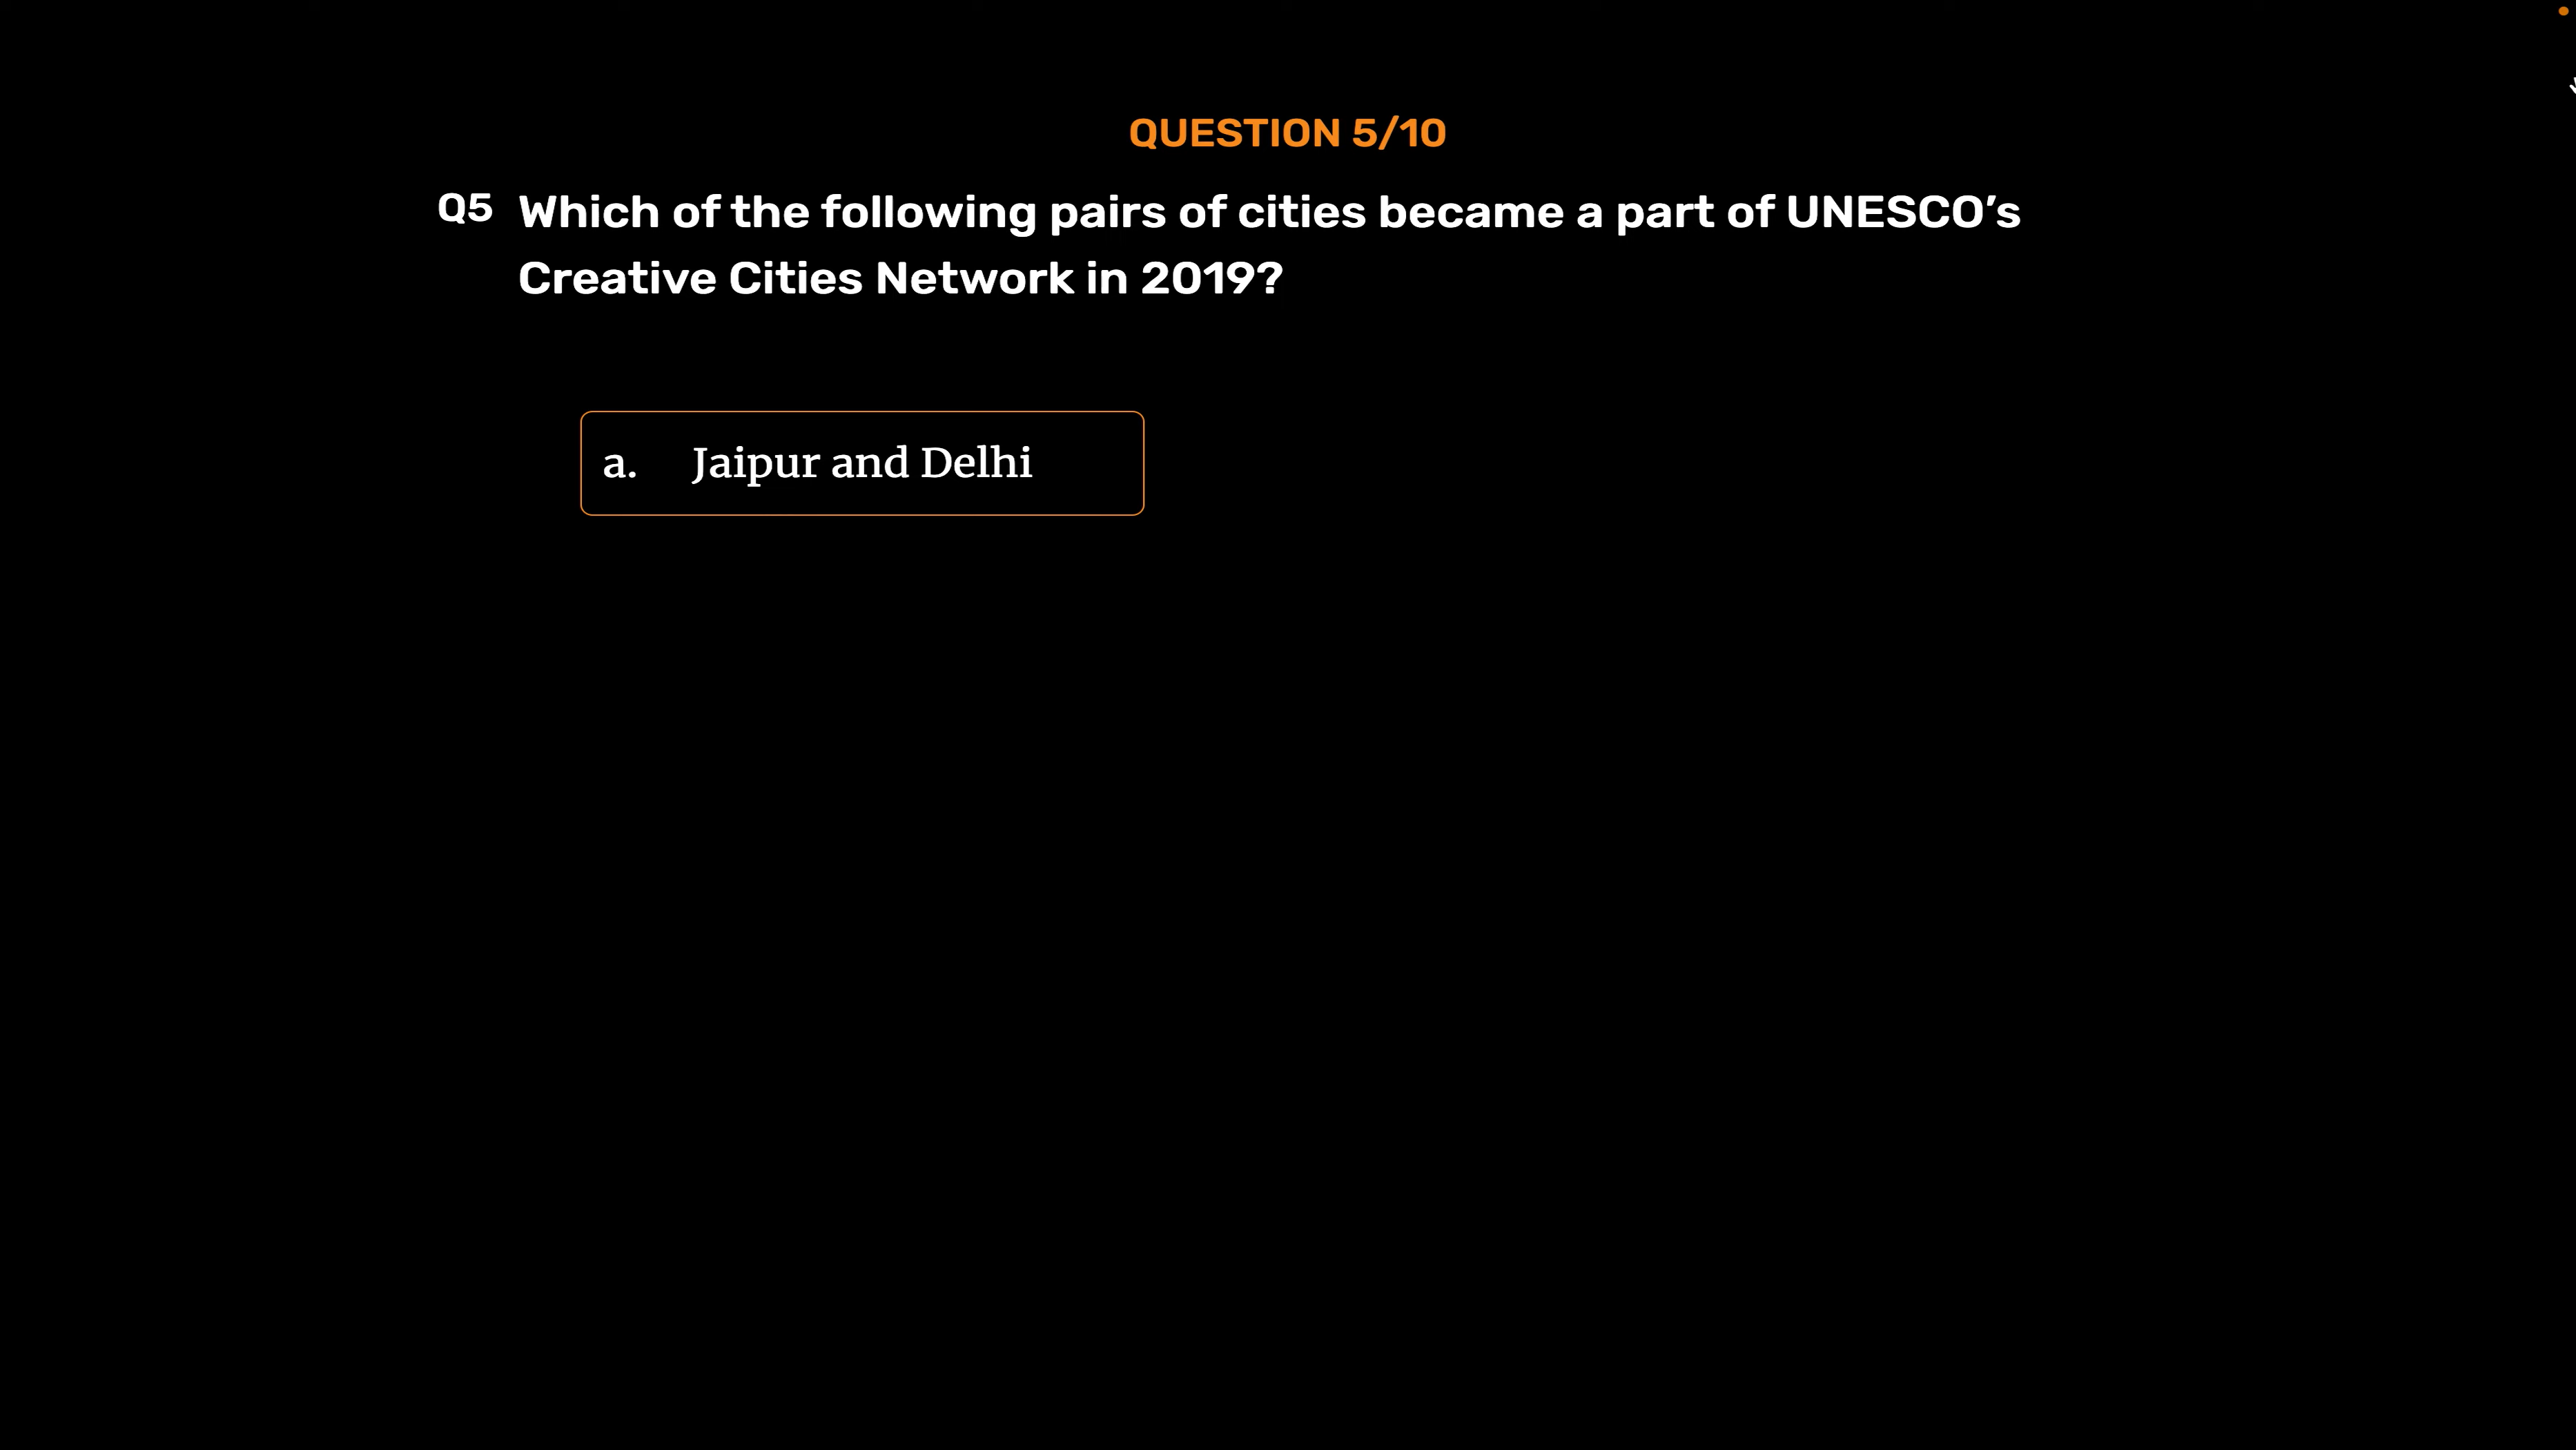 QUESTION 5/10
Q5 Which of the following pairs of cities became a part of UNESCO’s
Creative Cities Network in 2019?
a. Jaipur and Delhi